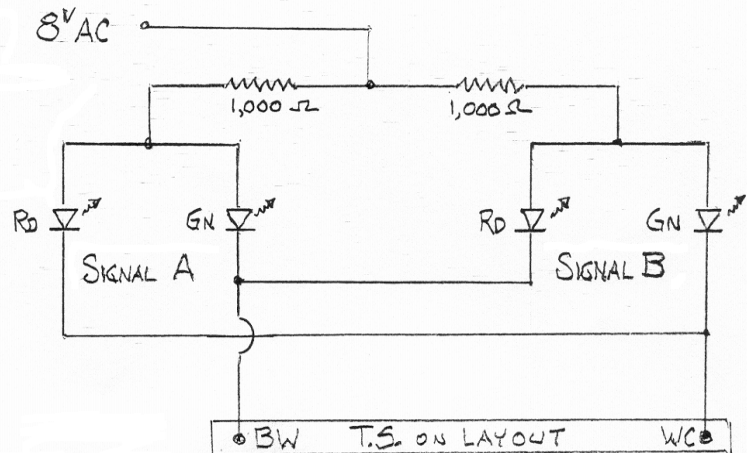 8V AC
1,000 Ω
1,000 Ω
RD
GN
RD
GN
SIGNAL A
SIGNAL B
BW T.S. ON LAYOUT WC